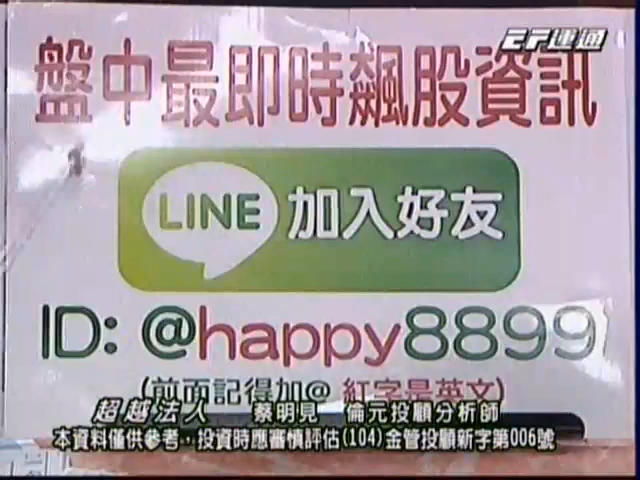 盤中最即時飆股資訊
運通
LINE 加入好友
ID: @happy8899
(前面記得加@ 紅字是英文)
超越法人 蔡明見 倫元投顧分析師
本資料僅供參考,投資時應審慎評估(104)金管投顧新字第006號